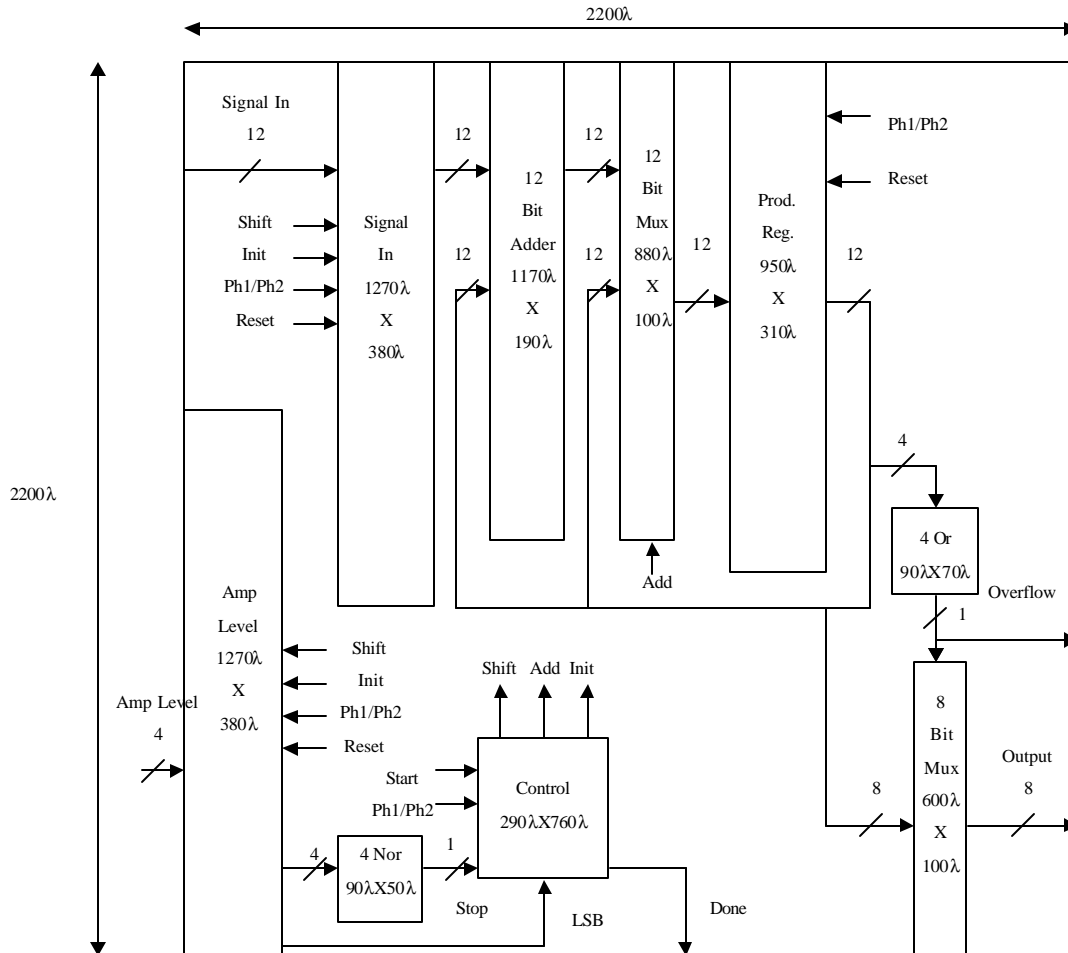 2200λ
2200λ
Signal In
12
Shift
Init
Ph1/Ph2
Reset
Signal
In
1270λ
X
380λ
12
12
12
Bit
Adder
1170λ
X
190λ
12
12
12
Bit
Mux
880λ
X
100λ
Add
12
Prod.
Reg.
950λ
X
310λ
Ph1/Ph2
Reset
12
4
4 Or
90λX70λ
1
Overflow
Amp Level
4
Amp
Level
1270λ
X
380λ
Shift
Init
Ph1/Ph2
Reset
Shift
Add
Init
Start
Ph1/Ph2
Control
290λX760λ
4
4 Nor
90λX50λ
1
Stop
LSB
Done
8
8
Bit
Mux
600λ
X
100λ
Output
8